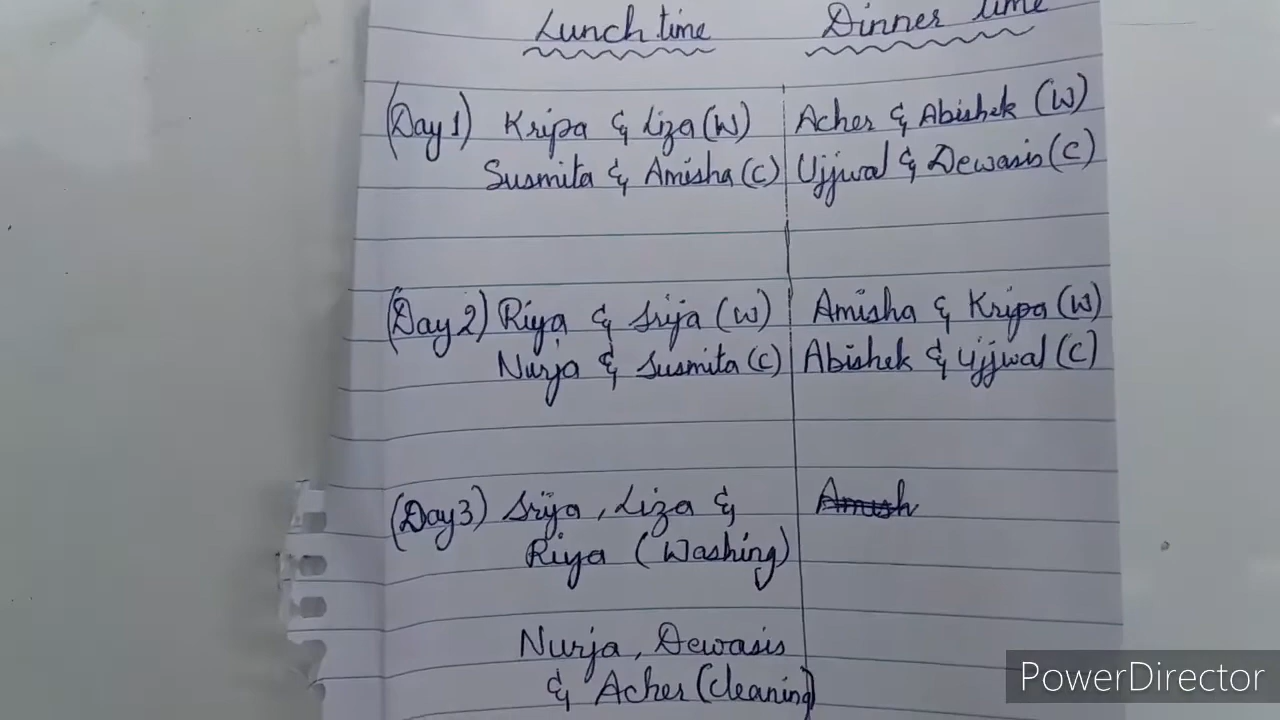 Lunch time Dinner time
(Day 1) Kripa & Liza (W) Acher & Abishek (W)
Susmita & Amisha (C) Ujjwal & Dewasis (C)
(Day 2) Riya & Srija (W) Amisha & Kripa (W)
Nurja & Susmita (C) Abishek & Ujjwal (C)
(Day 3) Srija, Liza &
Riya (Washing)
Nurja, Dewasis
& Acher (Cleaning)
PowerDirector